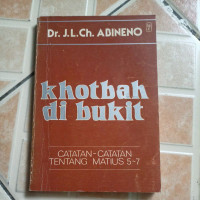 Dr. J.L.Ch. ABINENO
khotbah
di bukit
CATATAN-CATATAN
TENTANG MATIUS 5-7